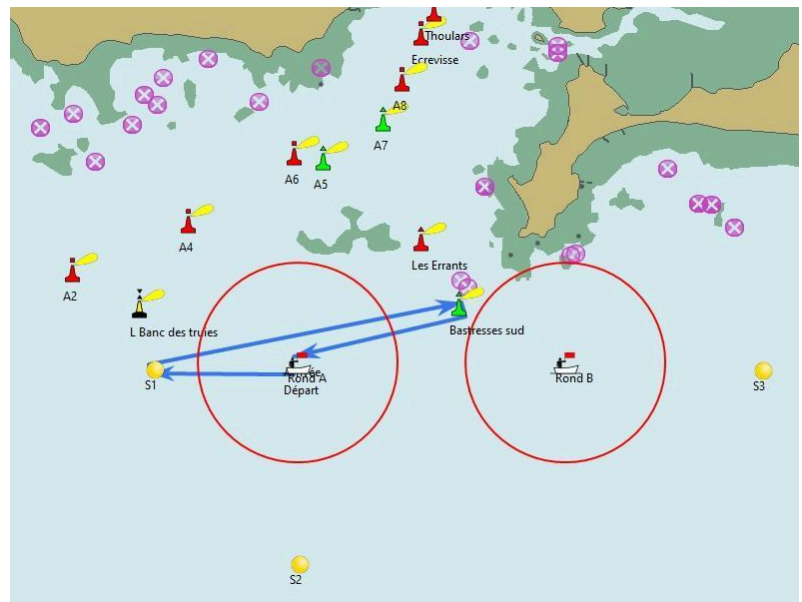 Thoulars
Ecrevisse
A8
A7
A6
A5
A4
Les Errants
A2
L Banc des truies
Bastresses sud
Rond A
Rond B
S1
Départ
S3
S2